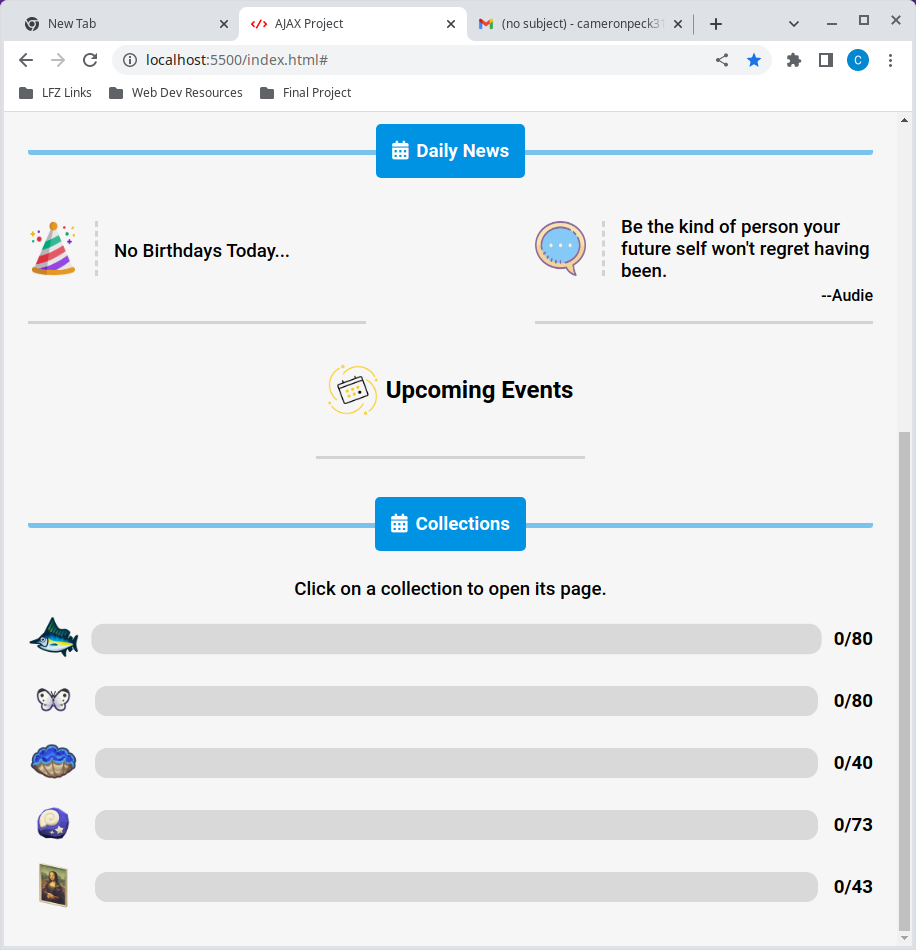 New Tab
AJAX Project
(no subject) - cameronpeck31
localhost:5500/index.html#
C
LFZ Links
Web Dev Resources
Final Project
Daily News
No Birthdays Today...
Be the kind of person your
future self won't regret having
been.
--Audie
Upcoming Events
Collections
Click on a collection to open its page.
0/80
0/80
0/40
0/73
0/43